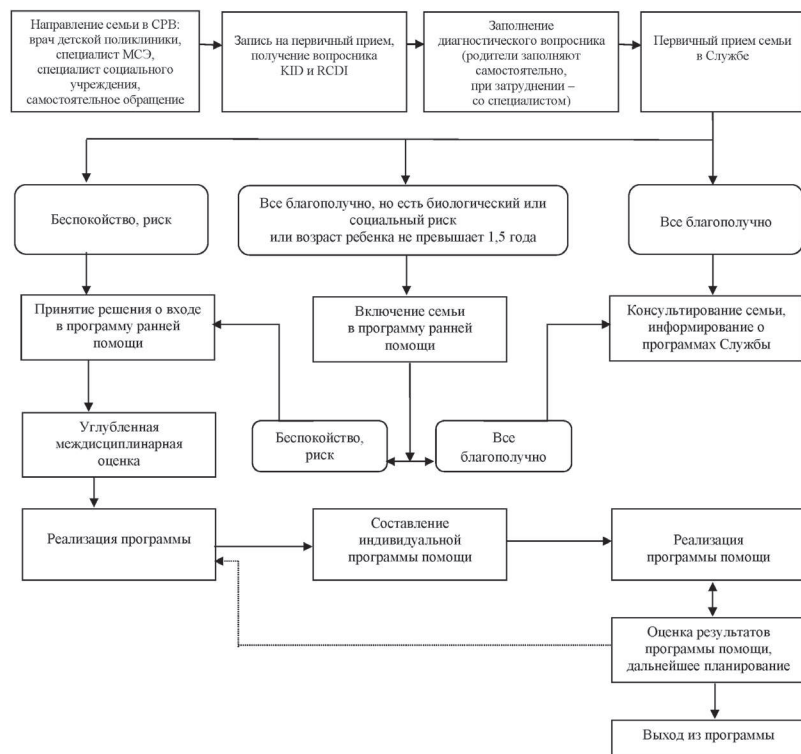 Направление семьи в СРВ:
врач детской поликлиники,
специалист МСЭ,
специалист социального
учреждения,
самостоятельное обращение
Запись на первичный прием,
получение вопросника
KID и RCDI
Заполнение
диагностического вопросника
(родители заполняют
самостоятельно,
при затруднении –
со специалистом)
Первичный прием семьи
в Службе
Беспокойство, риск
Все благополучно, но есть биологический или
социальный риск
или возраст ребенка не превышает 1,5 года
Все благополучно
Принятие решения о входе
в программу ранней
помощи
Включение семьи
в программу ранней
помощи
Консультирование семьи,
информирование о
программах Службы
Углубленная
междисциплинарная
оценка
Беспокойство,
риск
Все
благополучно
Реализация программы
Составление
индивидуальной
программы помощи
Реализация
программы помощи
Оценка результатов
программы помощи,
дальнейшее планирование
Выход из программы